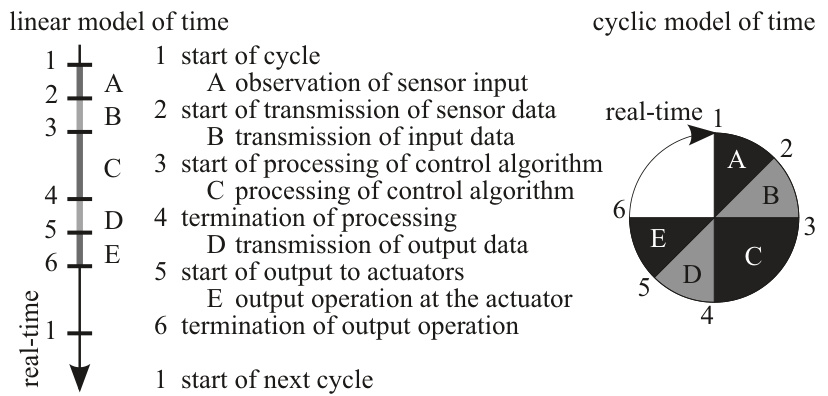 linear model of time
1
A
2
B
3
C
4
D
5
E
6
1
real-time
1 start of cycle
A observation of sensor input
2 start of transmission of sensor data
B transmission of input data
3 start of processing of control algorithm
C processing of control algorithm
4 termination of processing
D transmission of output data
5 start of output to actuators
E output operation at the actuator
6 termination of output operation
1 start of next cycle
cyclic model of time
real-time
1
A
2
B
3
C
4
D
5
E
6